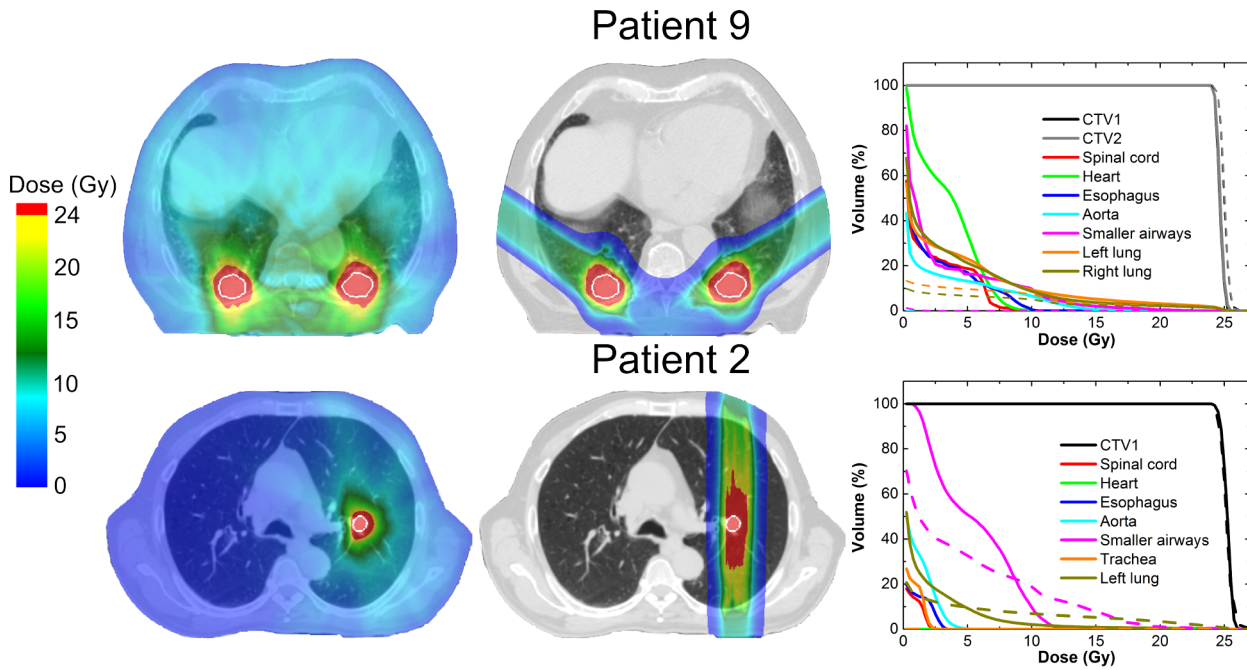 Patient 9
Dose (Gy)
24
20
15
10
5
0
Volume (%)
100
80
60
40
20
0
CTV1
CTV2
Spinal cord
Heart
Esophagus
Aorta
Smaller airways
Left lung
Right lung
0
5
10
15
20
25
Dose (Gy)
Patient 2
Volume (%)
100
80
60
40
20
0
CTV1
Spinal cord
Heart
Esophagus
Aorta
Smaller airways
Trachea
Left lung
0
5
10
15
20
25
Dose (Gy)